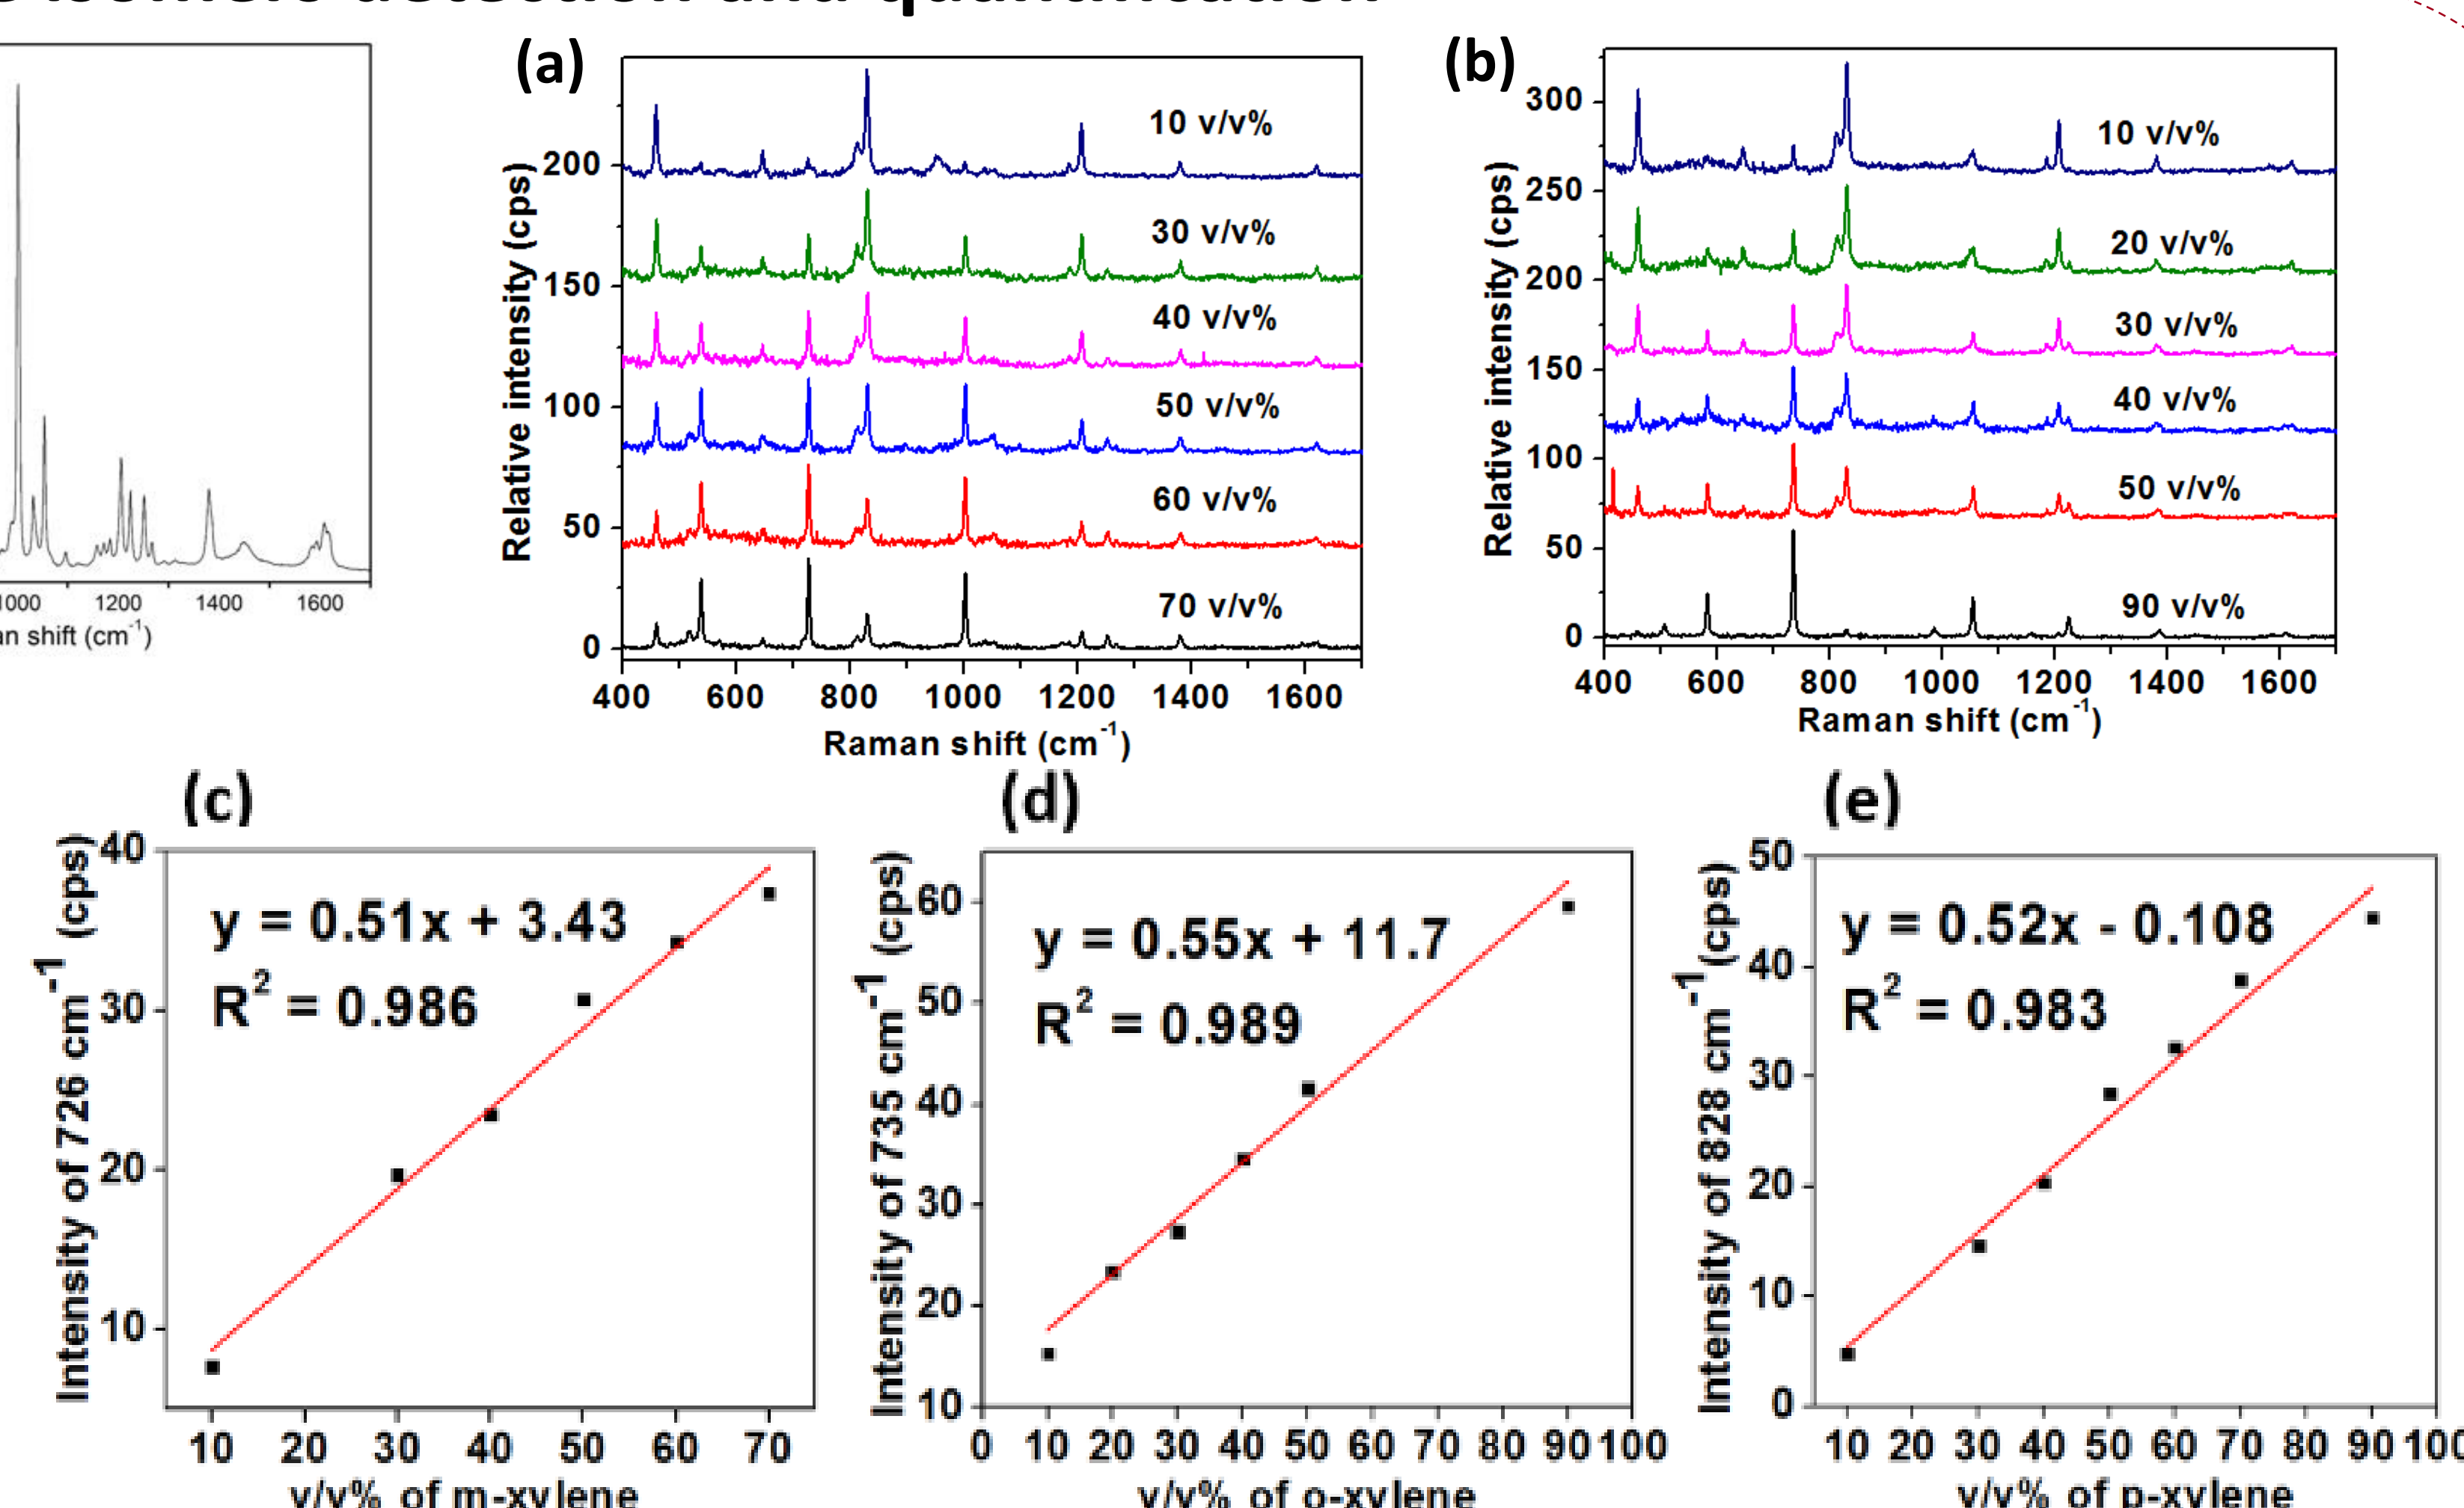 isomers detection and quantification
(a)
(b)
10 v/v%
30 v/v%
40 v/v%
50 v/v%
60 v/v%
70 v/v%
200
150
100
50
0
Relative intensity (cps)
400 600 800 1000 1200 1400 1600
Raman shift (cm-1)
10 v/v%
20 v/v%
30 v/v%
40 v/v%
50 v/v%
90 v/v%
300
250
200
150
100
50
0
Relative intensity (cps)
400 600 800 1000 1200 1400 1600
Raman shift (cm-1)
1000 1200 1400 1600
an shift (cm-1)
(c)
40
30
20
10
Intensity of 726 cm-1 (cps)
y = 0.51x + 3.43
R2 = 0.986
10 20 30 40 50 60 70
v/v% of m-xylene
(d)
60
50
40
30
20
10
Intensity of 735 cm-1 (cps)
y = 0.55x + 11.7
R2 = 0.989
0 10 20 30 40 50 60 70 80 90 100
v/v% of o-xylene
(e)
50
40
30
20
10
0
Intensity of 828 cm-1 (cps)
y = 0.52x - 0.108
R2 = 0.983
10 20 30 40 50 60 70 80 90 100
v/v% of p-xylene